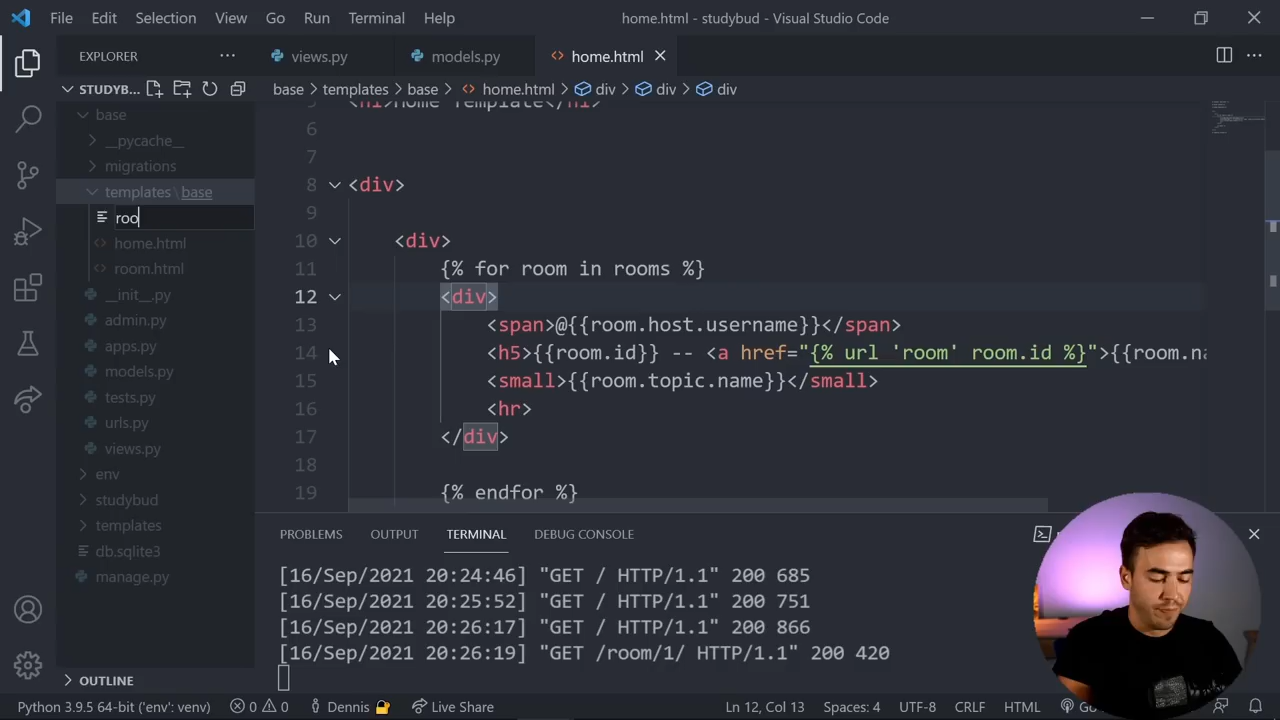 File Edit Selection View Go Run Terminal Help
home.html - studybud - Visual Studio Code
EXPLORER
views.py
models.py
home.html
STUDYB...
base > templates > base > home.html > div > div > div
base
__pycache__
migrations
templates \ base
roo
home.html
room.html
__init__.py
admin.py
apps.py
models.py
tests.py
urls.py
views.py
env
studybud
templates
db.sqlite3
manage.py
OUTLINE
6
7
8 <div>
9
10 <div>
11 {% for room in rooms %}
12 <div>
13 <span>@{{room.host.username}}</span>
14 <h5>{{room.id}} -- <a href="{% url 'room' room.id %}">{{room.na
15 <small>{{room.topic.name}}</small>
16 <hr>
17 </div>
18
19 {% endfor %}
PROBLEMS OUTPUT TERMINAL DEBUG CONSOLE
[16/Sep/2021 20:24:46] "GET / HTTP/1.1" 200 685
[16/Sep/2021 20:25:52] "GET / HTTP/1.1" 200 751
[16/Sep/2021 20:26:17] "GET / HTTP/1.1" 200 866
[16/Sep/2021 20:26:19] "GET /room/1/ HTTP/1.1" 200 420
Python 3.9.5 64-bit ('env': venv) 0 0 Dennis Live Share Ln 12, Col 13 Spaces: 4 UTF-8 CRLF HTML